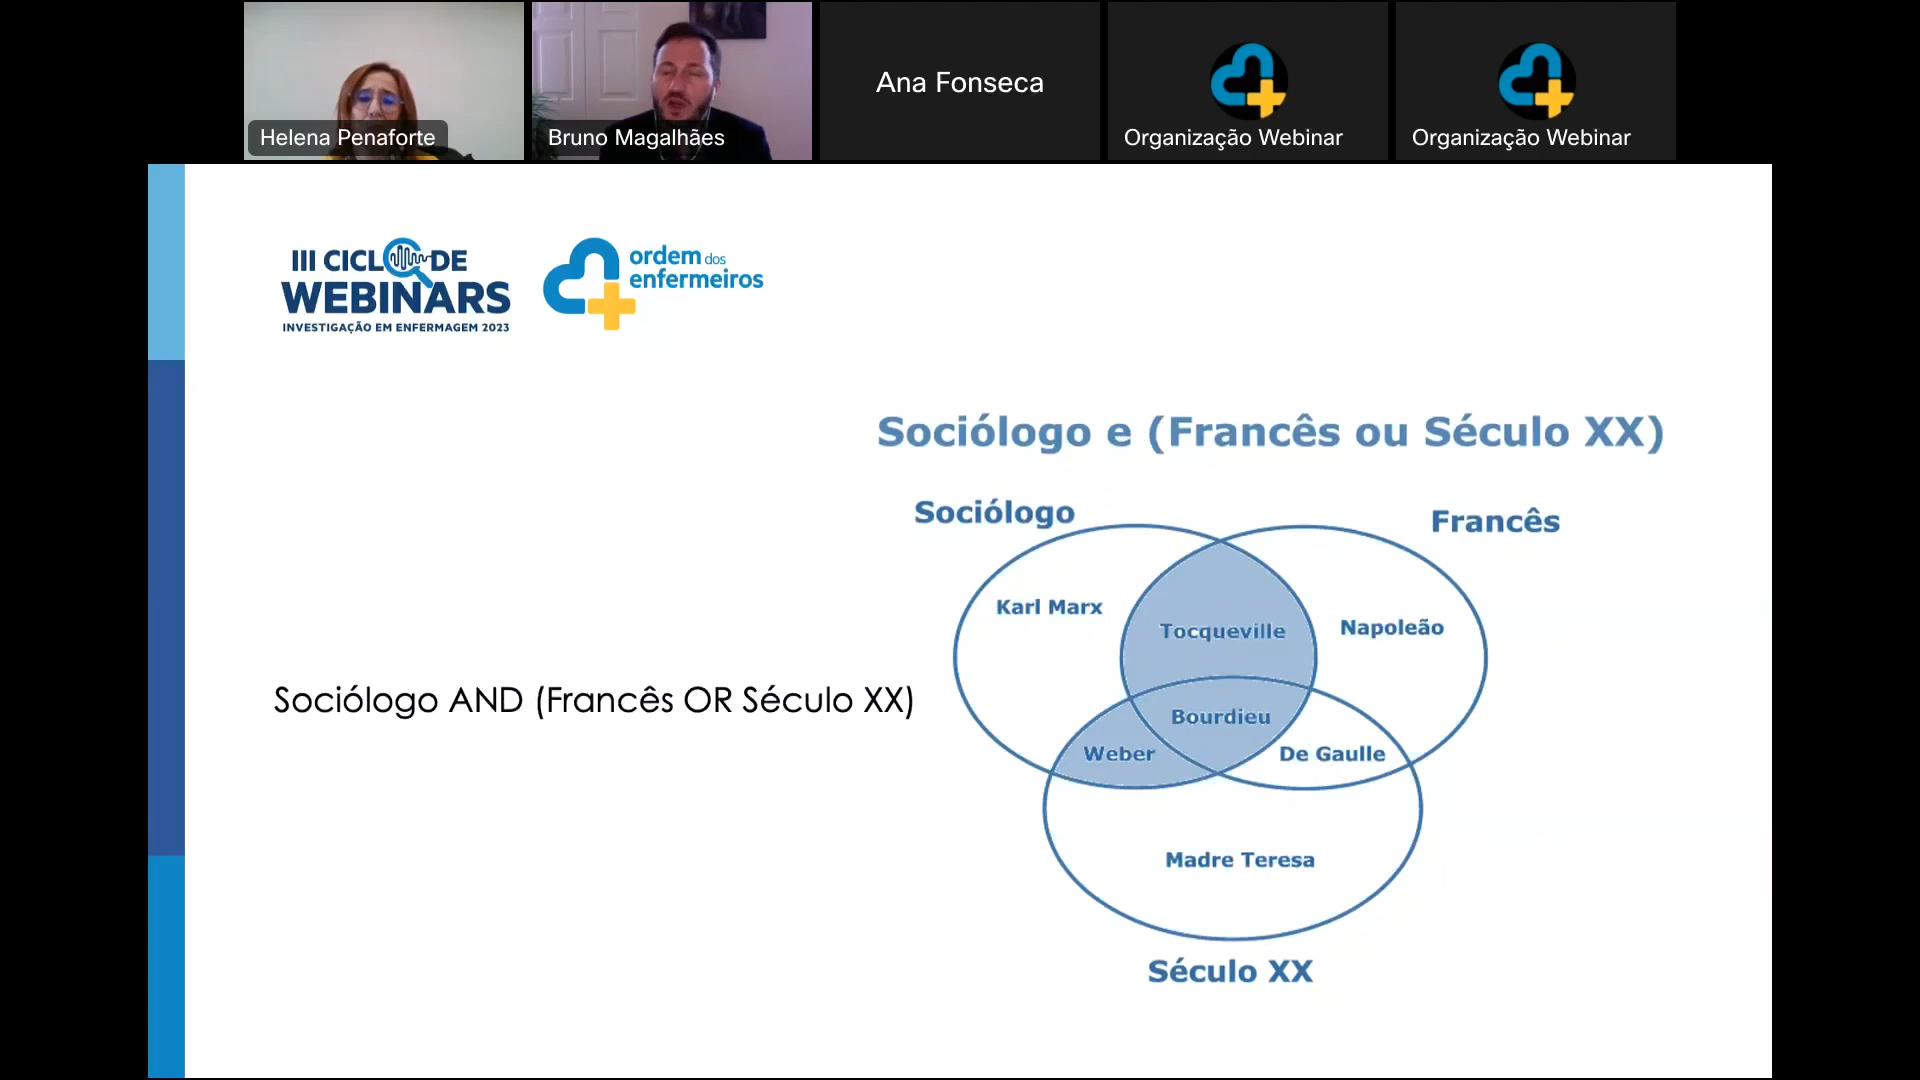 Helena Penaforte
Bruno Magalhães
Ana Fonseca
Organização Webinar
Organização Webinar
III CICLO DE
WEBINARS
INVESTIGAÇÃO EM ENFERMAGEM 2023
ordem dos
enfermeiros
Sociólogo e (Francês ou Século XX)
Sociólogo
Francês
Karl Marx
Tocqueville
Napoleão
Sociólogo AND (Francês OR Século XX)
Bourdieu
Weber
De Gaulle
Madre Teresa
Século XX